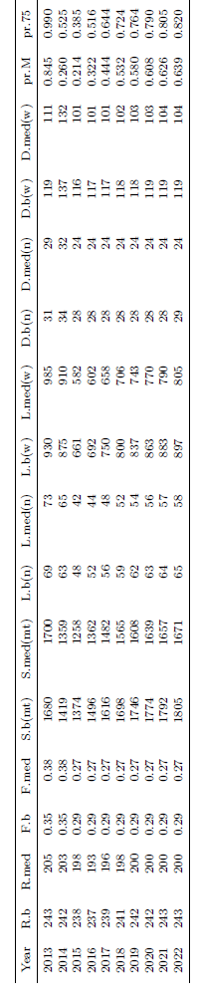 Year R.b R.med F.b F.med S.b(mt) S.med(mt) L.b(n) L.med(n) L.b(w) L.med(w) D.b(n) D.med(n) D.b(w) D.med(w) pr.M pr.75
2013 243 205 0.35 0.38 1680 1700 69 73 930 985 31 29 119 111 0.845 0.990
2014 242 203 0.35 0.38 1419 1359 63 65 875 910 34 32 137 132 0.260 0.525
2015 238 198 0.29 0.27 1374 1258 48 42 661 582 28 24 116 101 0.214 0.385
2016 237 193 0.29 0.27 1496 1362 52 44 692 602 28 24 117 101 0.322 0.516
2017 239 196 0.29 0.27 1616 1482 56 48 750 658 28 24 117 101 0.444 0.644
2018 241 198 0.29 0.27 1698 1565 59 52 800 706 28 24 118 102 0.532 0.724
2019 242 200 0.29 0.27 1746 1608 62 54 837 743 28 24 118 103 0.580 0.764
2020 242 200 0.29 0.27 1774 1639 63 56 863 770 28 24 119 103 0.608 0.790
2021 243 200 0.29 0.27 1792 1657 64 57 883 790 28 24 119 104 0.626 0.805
2022 243 200 0.29 0.27 1805 1671 65 58 897 805 29 24 119 104 0.639 0.820